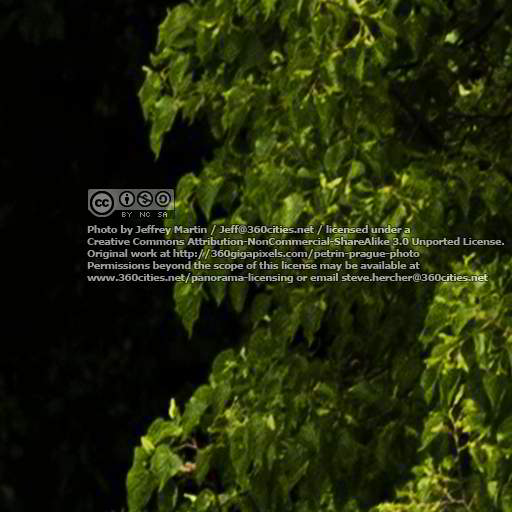 cc BY NC SA
Photo by Jeffrey Martin / Jeff@360cities.net / licensed under a
Creative Commons Attribution-NonCommercial-ShareAlike 3.0 Unported License.
Original work at http://360gigapixels.com/petrin-prague-photo
Permissions beyond the scope of this license may be available at
www.360cities.net/panorama-licensing or email steve.hercher@360cities.net